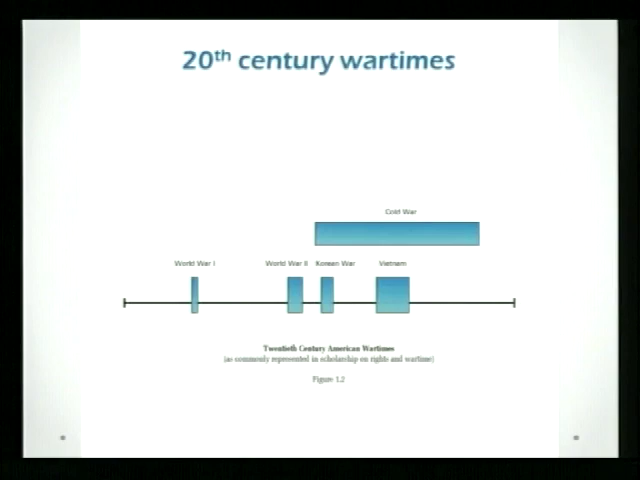 20th century wartimes
Cold War
World War I World War II Korean War Vietnam
Twentieth Century American Wartimes
(as commonly represented in scholarship on rights and wartime)
Figure 1.2